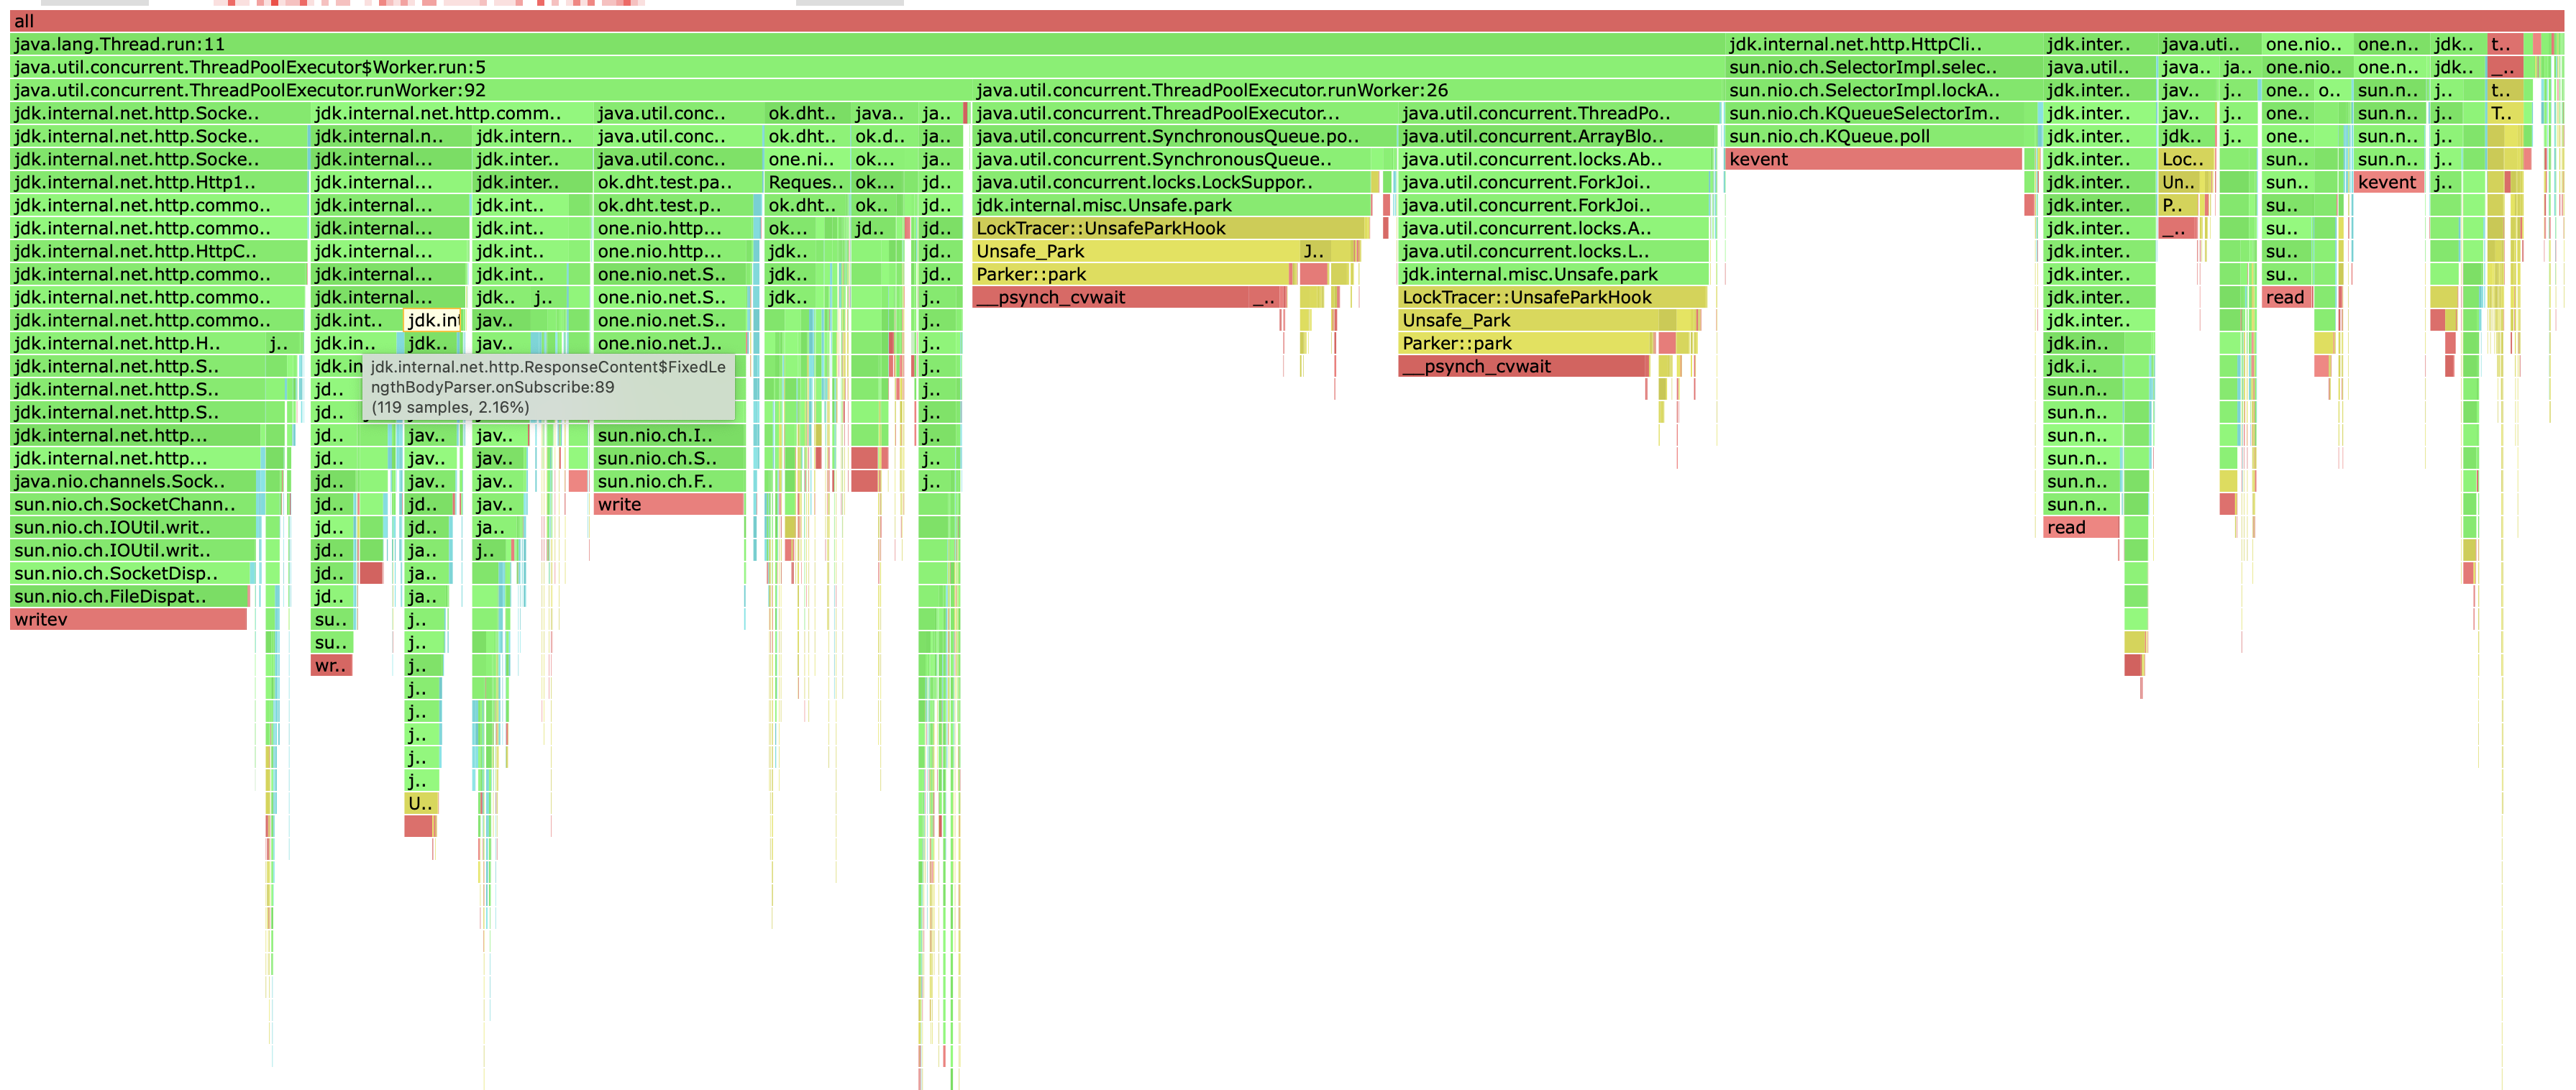 all
java.lang.Thread.run:11 jdk.internal.net.http.HttpCli.. jdk.inter.. java.uti.. one.nio.. one.n.. jdk.. t..
java.util.concurrent.ThreadPoolExecutor$Worker.run:5 sun.nio.ch.SelectorImpl.selec.. java.util.. java.. ja.. one.nio.. one.n.. jdk.. _..
java.util.concurrent.ThreadPoolExecutor.runWorker:92 java.util.concurrent.ThreadPoolExecutor.runWorker:26 sun.nio.ch.SelectorImpl.lockA.. jdk.inter.. jav.. j.. one.. o.. sun.n.. j.. t..
jdk.internal.net.http.Socke.. jdk.internal.net.http.comm.. java.util.conc.. ok.dht.. java.. ja.. java.util.concurrent.ThreadPoolExecutor... java.util.concurrent.ThreadPo.. sun.nio.ch.KQueueSelectorIm.. jdk.inter.. jav.. j.. one.. sun.n.. j.. T..
jdk.internal.net.http.Socke.. jdk.internal.n.. jdk.intern.. java.util.conc.. ok.dht.. ok.d.. ja.. java.util.concurrent.SynchronousQueue.po.. java.util.concurrent.ArrayBlo.. sun.nio.ch.KQueue.poll jdk.inter.. jdk.. j.. one.. sun.n.. j..
jdk.internal.net.http.Socke.. jdk.internal... jdk.inter.. java.util.conc.. one.ni.. ok... ja.. java.util.concurrent.SynchronousQueue.. java.util.concurrent.locks.Ab.. kevent jdk.inter.. Loc.. sun.. sun.n.. j..
jdk.internal.net.http.Http1.. jdk.internal... jdk.inter.. ok.dht.test.pa.. Reques.. ok... jd.. java.util.concurrent.locks.LockSuppor.. java.util.concurrent.ForkJoi.. jdk.inter.. Un.. sun.. kevent j..
jdk.internal.net.http.commo.. jdk.internal... jdk.int.. ok.dht.test.p.. ok.dht.. ok.. jd.. jdk.internal.misc.Unsafe.park java.util.concurrent.ForkJoi.. jdk.inter.. P.. su..
jdk.internal.net.http.commo.. jdk.internal... jdk.int.. one.nio.http... ok... jd.. jd.. LockTracer::UnsafeParkHook java.util.concurrent.locks.A.. jdk.inter.. _.. su..
jdk.internal.net.http.HttpC.. jdk.internal... jdk.int.. one.nio.http... jdk.. jd.. Unsafe_Park J.. java.util.concurrent.locks.L.. jdk.inter.. su..
jdk.internal.net.http.commo.. jdk.internal... jdk.int.. one.nio.net.S.. jdk.. jd.. Parker::park jdk.internal.misc.Unsafe.park jdk.inter.. su..
jdk.internal.net.http.commo.. jdk.internal... jdk.. j.. one.nio.net.S.. jdk.. j.. __psynch_cvwait _.. LockTracer::UnsafeParkHook jdk.inter.. read
jdk.internal.net.http.commo.. jdk.int.. jdk.int jav.. one.nio.net.S.. j.. Unsafe_Park jdk.inter..
jdk.internal.net.http.H.. j.. jdk.in.. jdk.. jav.. one.nio.net.J.. j.. Parker::park jdk.in..
jdk.internal.net.http.S.. jdk.in j.. __psynch_cvwait jdk.i..
jdk.internal.net.http.ResponseContent$FixedLe
ngthBodyParser.onSubscribe:89
(119 samples, 2.16%)
jdk.internal.net.http.S.. jd.. j.. sun.n..
jdk.internal.net.http.S.. jd.. j.. sun.n..
jdk.internal.net.http... jd.. jav.. jav.. sun.nio.ch.I.. j.. sun.n..
jdk.internal.net.http... jd.. jav.. jav.. sun.nio.ch.S.. j.. sun.n..
java.nio.channels.Sock.. jd.. jav.. jav.. sun.nio.ch.F.. j.. sun.n..
sun.nio.ch.SocketChann.. jd.. jd.. jav.. write sun.n..
sun.nio.ch.IOUtil.writ.. jd.. jd.. ja.. read
sun.nio.ch.IOUtil.writ.. jd.. ja.. j..
sun.nio.ch.SocketDisp.. jd.. ja..
sun.nio.ch.FileDispat.. jd.. ja..
writev su.. j..
su.. j..
wr.. j..
j..
j..
j..
j..
j..
U..